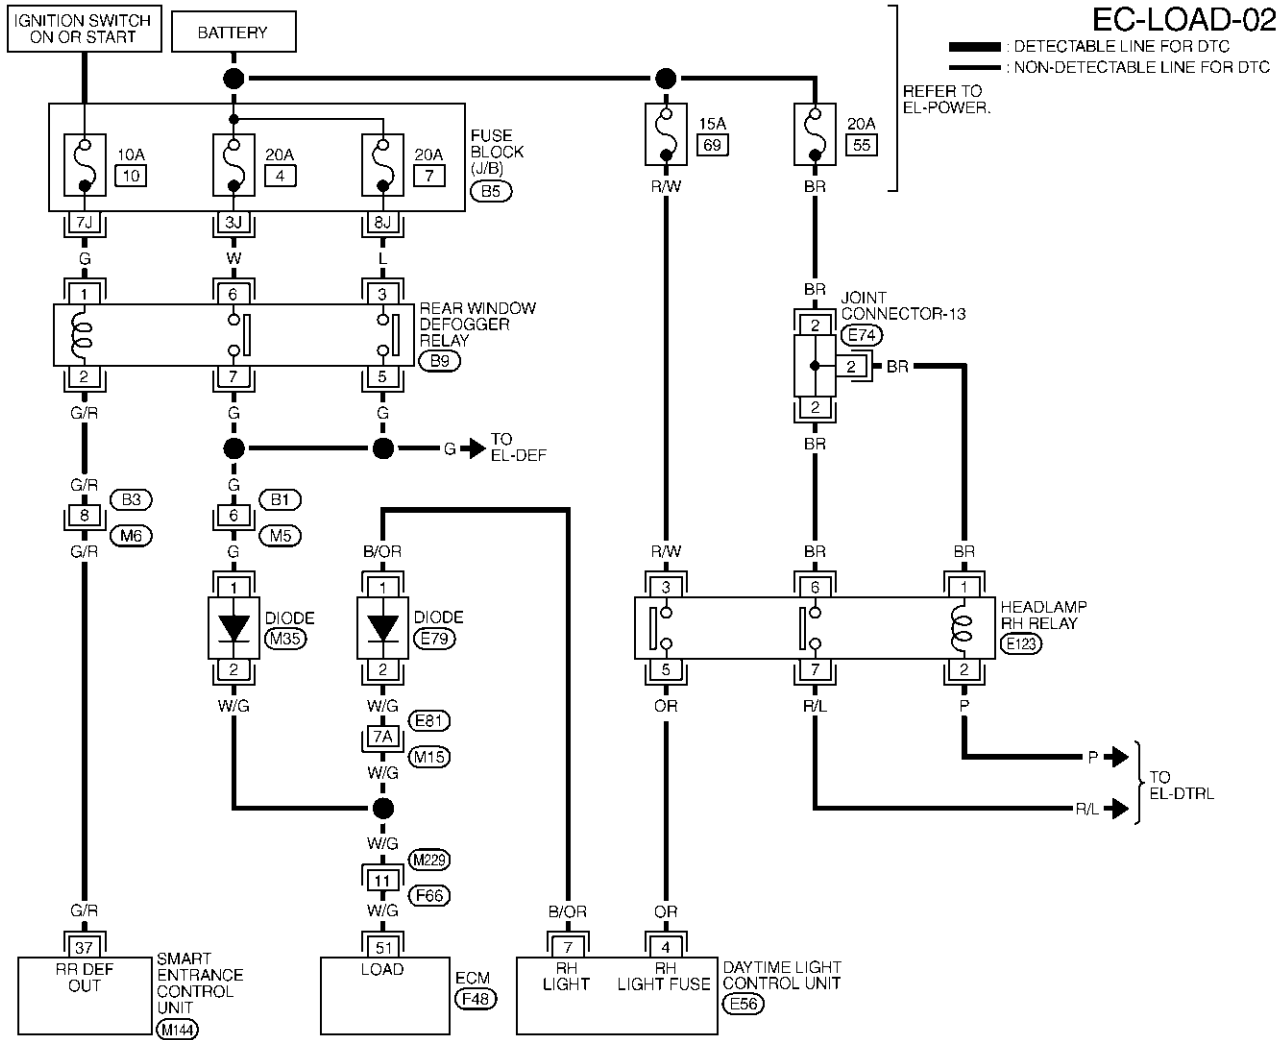 EC-LOAD-02
: DETECTABLE LINE FOR DTC
: NON-DETECTABLE LINE FOR DTC
IGNITION SWITCH
ON OR START
BATTERY
REFER TO
EL-POWER.
10A
10
20A
4
20A
7
FUSE
BLOCK
(J/B)
B5
15A
69
20A
55
7J
3J
8J
R/W
BR
G
W
L
1
6
3
REAR WINDOW
DEFOGGER
RELAY
B9
2
7
5
BR
JOINT
CONNECTOR-13
E74
2
2
BR
2
BR
G/R
G
G
G
TO
EL-DEF
G/R
G
8
B3
M6
6
B1
M5
G/R
G
B/OR
R/W
BR
BR
1
DIODE
M35
2
1
DIODE
E79
2
3
6
1
HEADLAMP
RH RELAY
E123
5
7
2
W/G
W/G
OR
R/L
P
7A
E81
M15
W/G
P
R/L
TO
EL-DTRL
W/G
11
M229
F66
G/R
W/G
B/OR
OR
37
51
7
4
RR DEF
OUT
SMART
ENTRANCE
CONTROL
UNIT
M144
LOAD
ECM
F48
RH
LIGHT
RH
LIGHT FUSE
DAYTIME LIGHT
CONTROL UNIT
E56